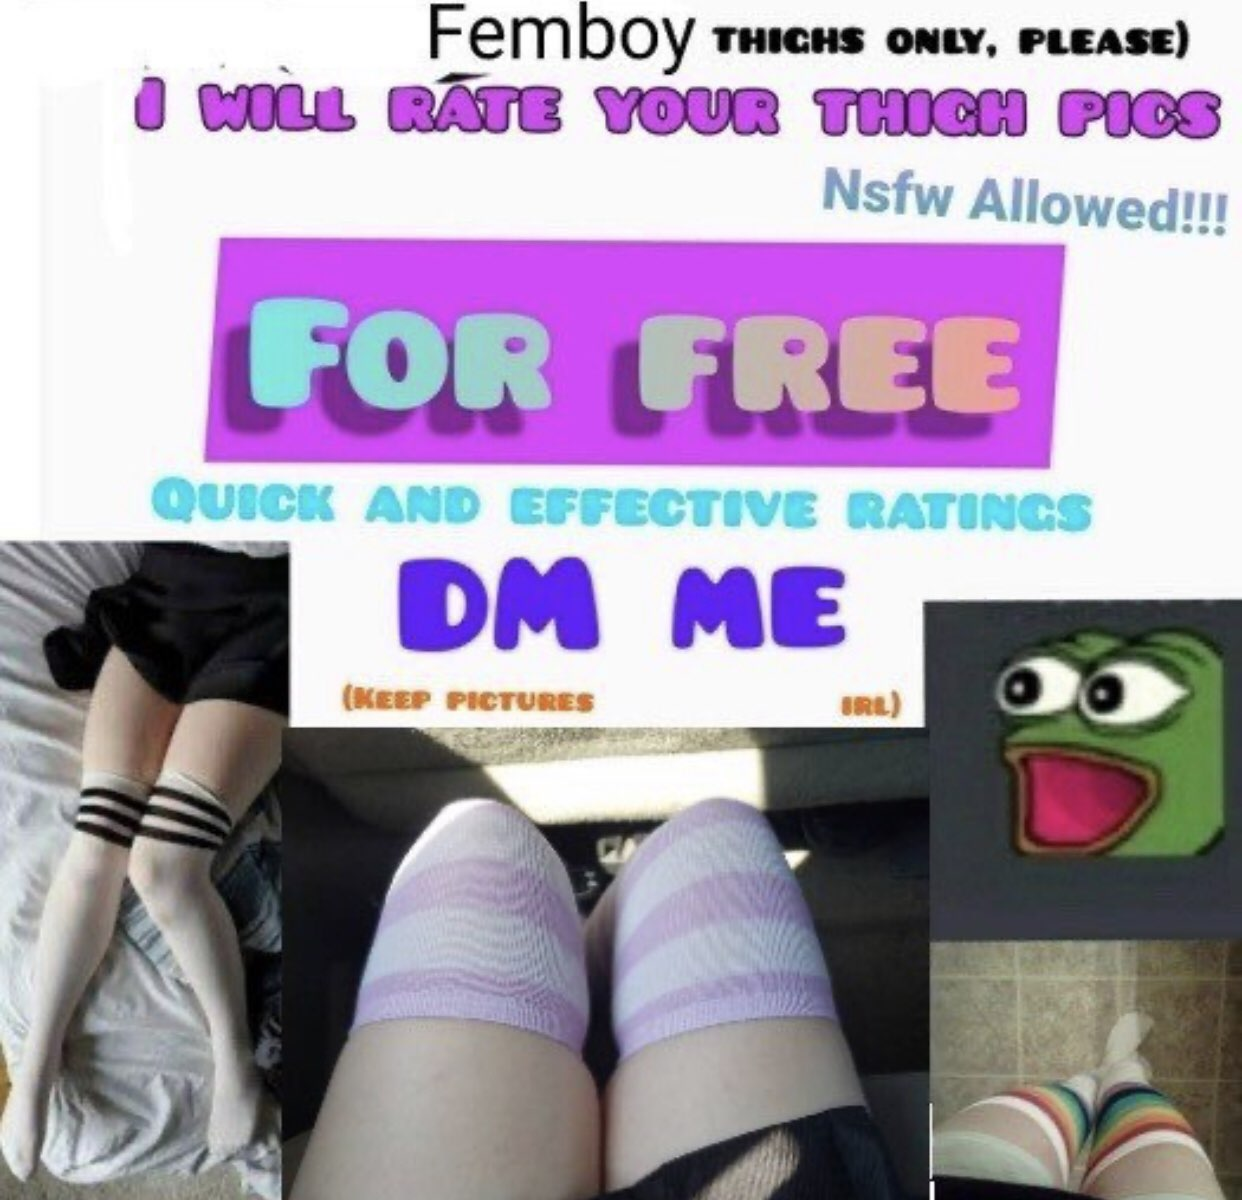 Femboy THIGHS ONLY, PLEASE)
I WILL RATE YOUR THIGH PICS
Nsfw Allowed!!!
FOR FREE
QUICK AND EFFECTIVE RATINGS
DM ME
(KEEP PICTURES IRL)